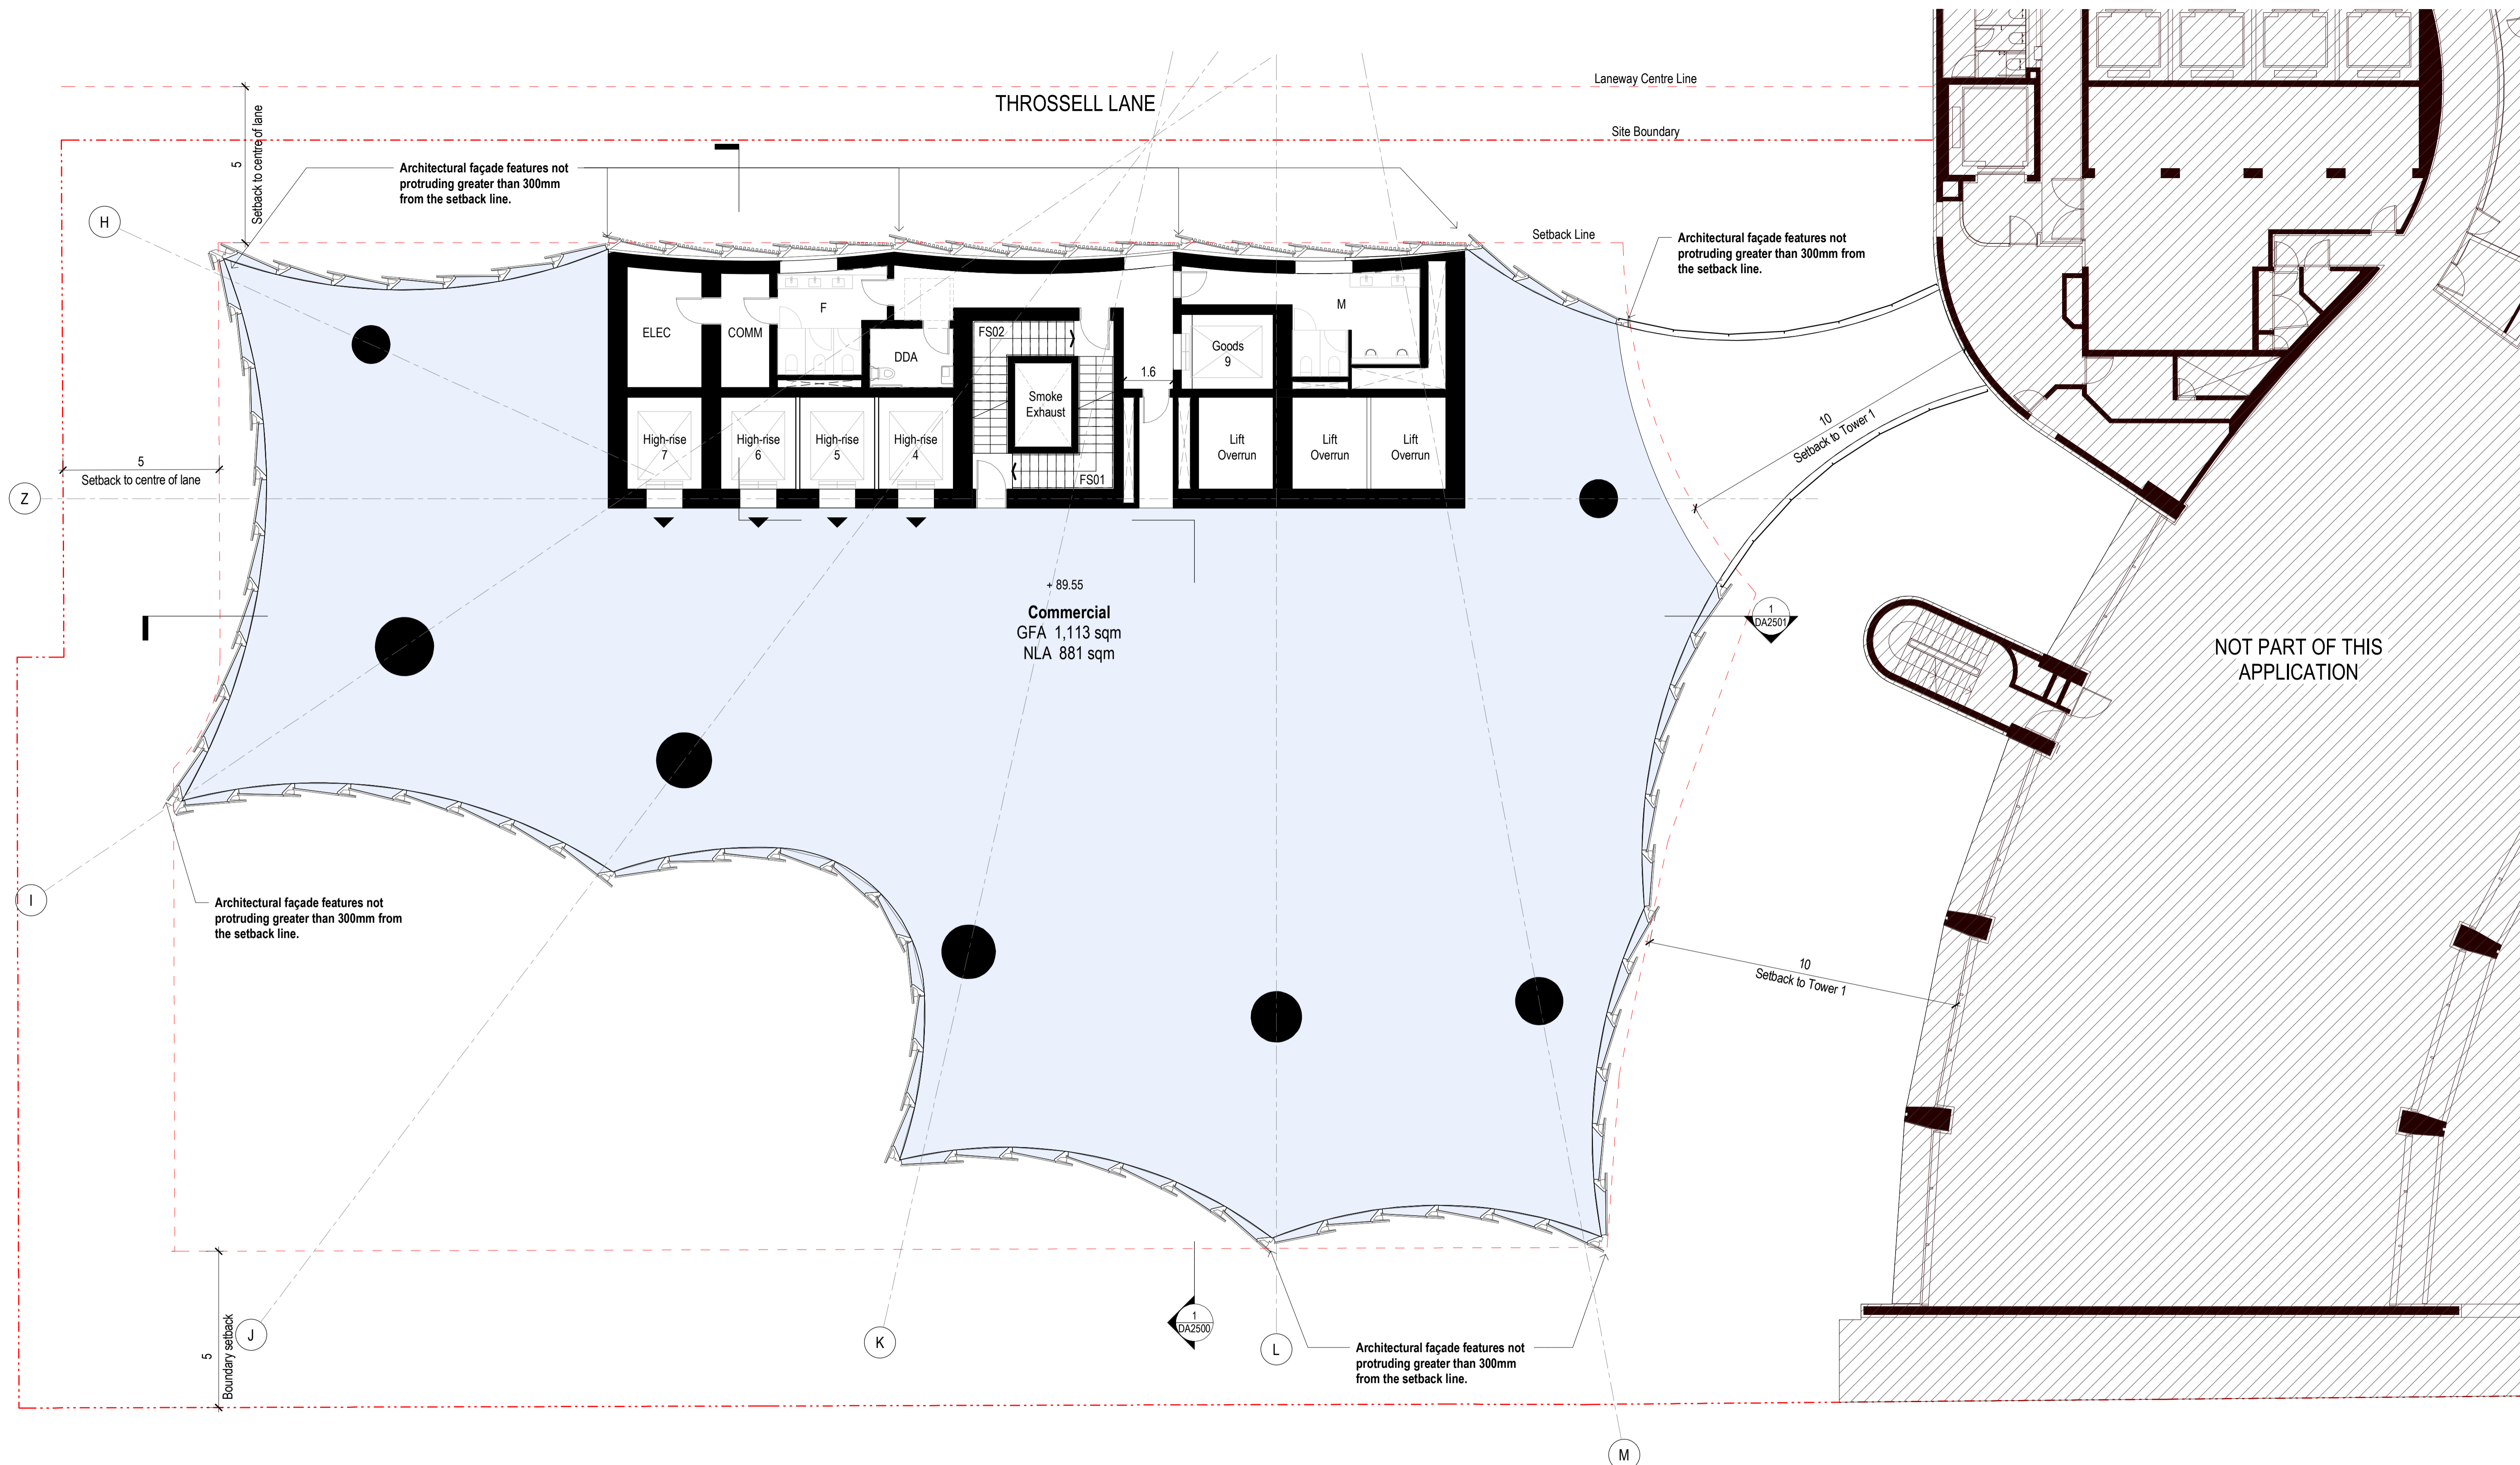 Laneway Centre Line
THROSSELL LANE
Site Boundary
5
Setback to centre of lane
Architectural façade features not
protruding greater than 300mm
from the setback line.
H
Setback Line
Architectural façade features not
protruding greater than 300mm from
the setback line.
ELEC
COMM
F
DDA
FS02
Smoke
Exhaust
FS01
1.6
Goods
9
M
High-rise
7
High-rise
6
High-rise
5
High-rise
4
Lift
Overrun
Lift
Overrun
Lift
Overrun
10
Setback to Tower 1
5
Setback to centre of lane
Z
+ 89.55
Commercial
GFA 1,113 sqm
NLA 881 sqm
1
DA2501
NOT PART OF THIS
APPLICATION
I
Architectural façade features not
protruding greater than 300mm from
the setback line.
10
Setback to Tower 1
5
Boundary setback
J
K
1
DA2500
L
Architectural façade features not
protruding greater than 300mm
from the setback line.
M